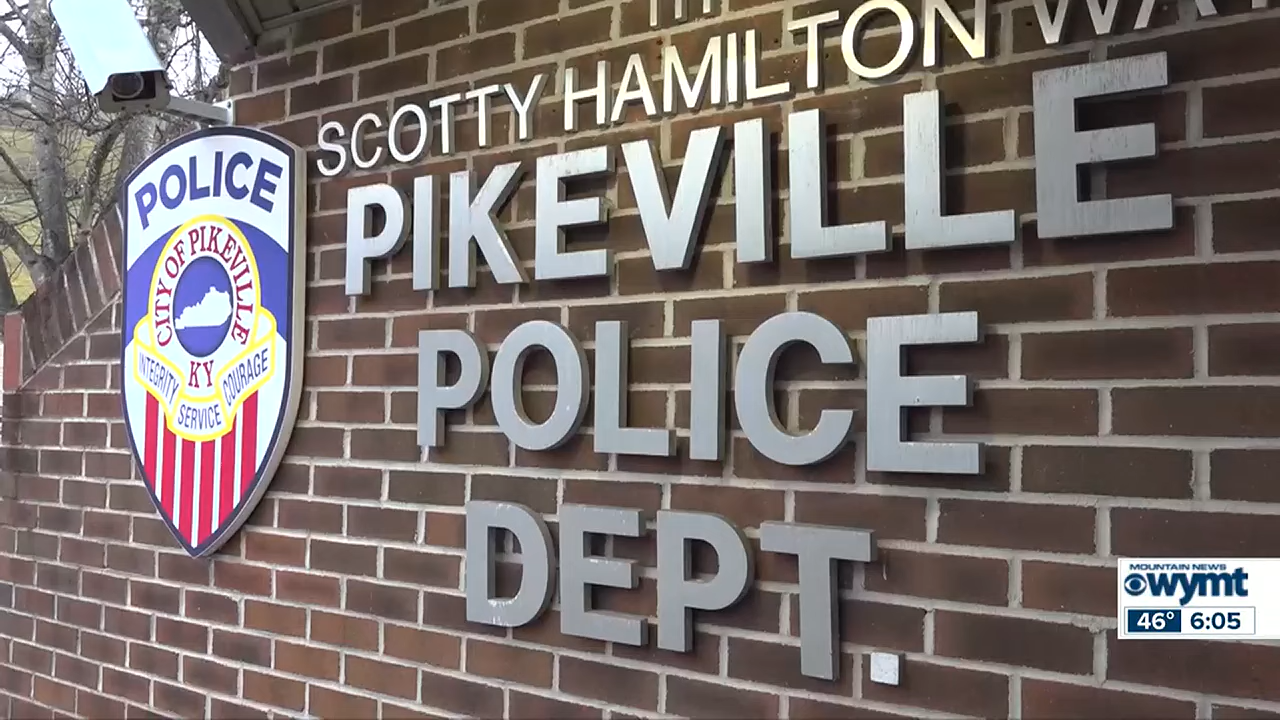 SCOTTY HAMILTON
PIKEVILLE
POLICE
DEPT.
POLICE
CITY OF PIKEVILLE
KY
INTEGRITY
SERVICE
COURAGE
MOUNTAIN NEWS
wymt
46° 6:05